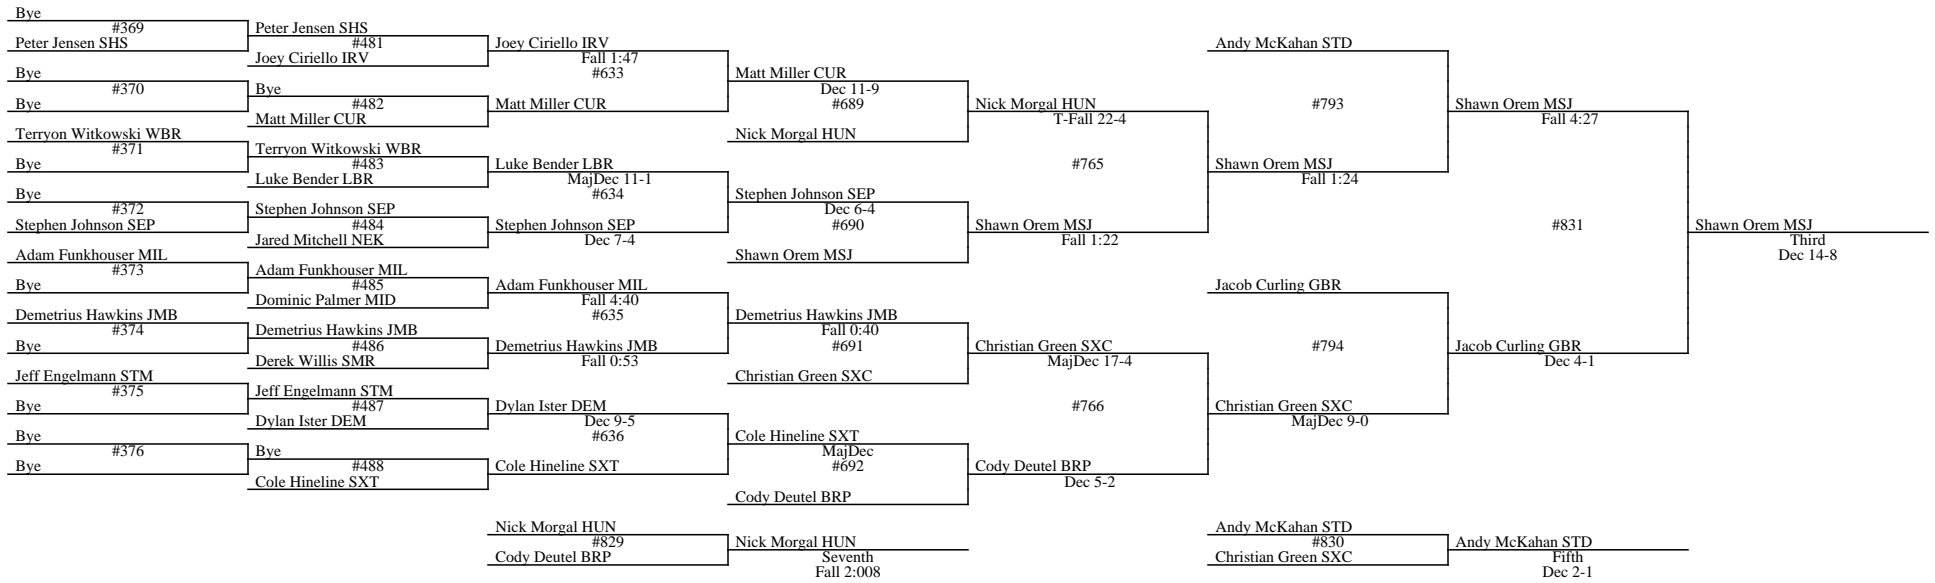 Bye
#369
Peter Jensen SHS
Bye
#370
Bye
Terryon Witkowski WBR
#371
Bye
Bye
#372
Stephen Johnson SEP
Adam Funkhouser MIL
#373
Bye
Demetrius Hawkins JMB
#374
Bye
Jeff Engelmann STM
#375
Bye
Bye
#376
Bye
Peter Jensen SHS
#481
Joey Ciriello IRV
Bye
#482
Matt Miller CUR
Terryon Witkowski WBR
#483
Luke Bender LBR
Stephen Johnson SEP
#484
Jared Mitchell NEK
Adam Funkhouser MIL
#485
Dominic Palmer MID
Demetrius Hawkins JMB
#486
Derek Willis SMR
Jeff Engelmann STM
#487
Dylan Ister DEM
Bye
#488
Cole Hineline SXT
Joey Ciriello IRV
Fall 1:47
#633
Matt Miller CUR
Luke Bender LBR
MajDec 11-1
#634
Stephen Johnson SEP
Dec 7-4
Adam Funkhouser MIL
Fall 4:40
#635
Demetrius Hawkins JMB
Fall 0:53
Dylan Ister DEM
Dec 9-5
#636
Cole Hineline SXT
Matt Miller CUR
Dec 11-9
#689
Nick Morgal HUN
Stephen Johnson SEP
Dec 6-4
#690
Shawn Orem MSJ
Demetrius Hawkins JMB
Fall 0:40
#691
Christian Green SXC
Cole Hineline SXT
MajDec
#692
Cody Deutel BRP
Nick Morgal HUN
T-Fall 22-4
#765
Shawn Orem MSJ
Fall 1:22
Christian Green SXC
MajDec 17-4
#766
Cody Deutel BRP
Dec 5-2
Andy McKahan STD
#793
Shawn Orem MSJ
Fall 1:24
Jacob Curling GBR
#794
Christian Green SXC
MajDec 9-0
Shawn Orem MSJ
Fall 4:27
#831
Jacob Curling GBR
Dec 4-1
Shawn Orem MSJ
Third
Dec 14-8
Nick Morgal HUN
#829
Cody Deutel BRP
Nick Morgal HUN
Seventh
Fall 2:008
Andy McKahan STD
#830
Christian Green SXC
Andy McKahan STD
Fifth
Dec 2-1